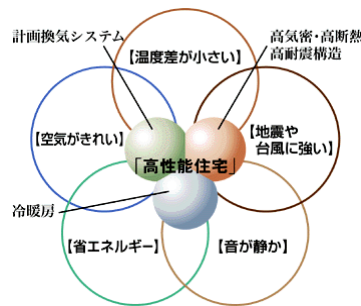 計画換気システム
高気密・高断熱
高耐震構造
【温度差が小さい】
【空気がきれい】
【地震や
台風に強い】
「高性能住宅」
冷暖房
【省エネルギー】
【音が静か】